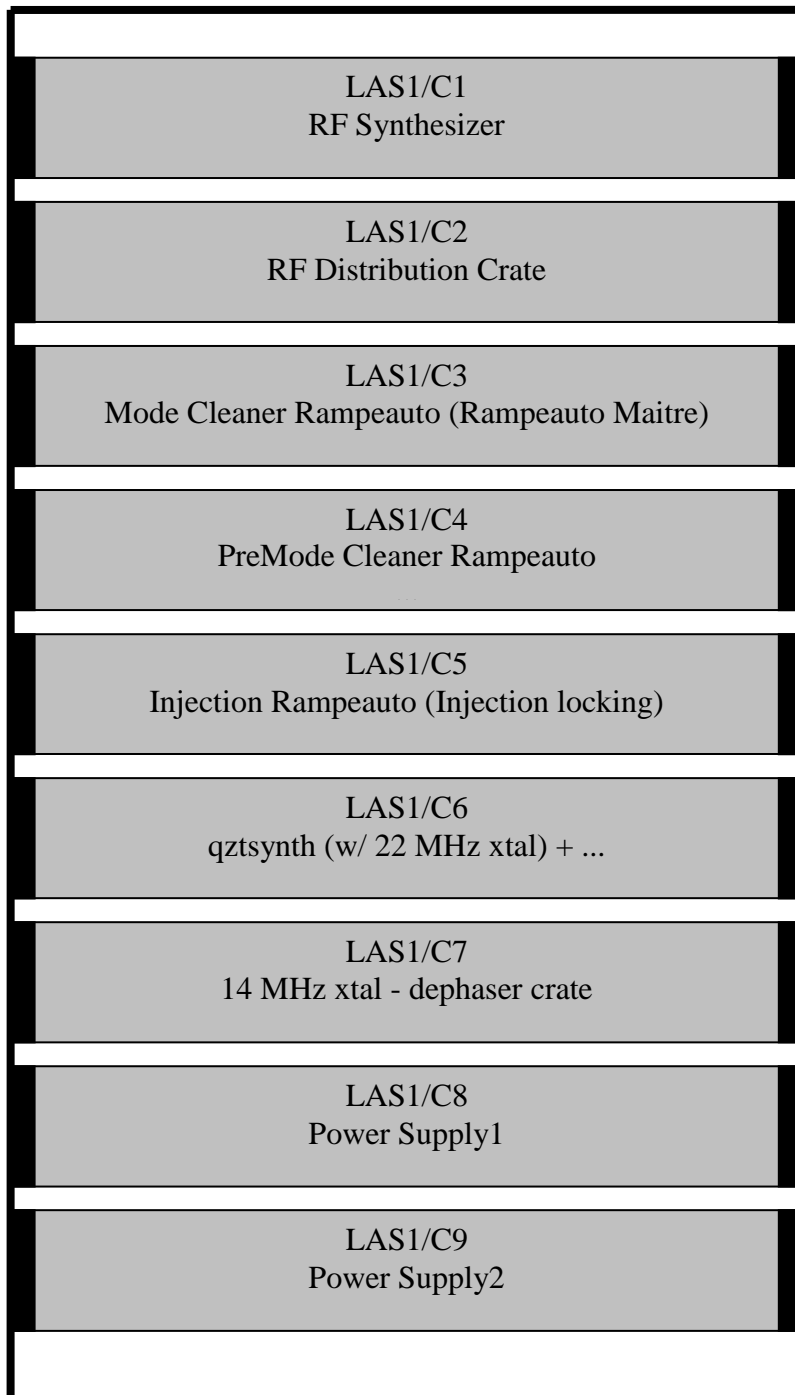 LAS1/C1
RF Synthesizer
LAS1/C2
RF Distribution Crate
LAS1/C3
Mode Cleaner Rampeauto (Rampeauto Maitre)
LAS1/C4
PreMode Cleaner Rampeauto
...
LAS1/C5
Injection Rampeauto (Injection locking)
LAS1/C6
qztsynth (w/ 22 MHz xtal) + ...
LAS1/C7
14 MHz xtal - dephaser crate
LAS1/C8
Power Supply1
LAS1/C9
Power Supply2